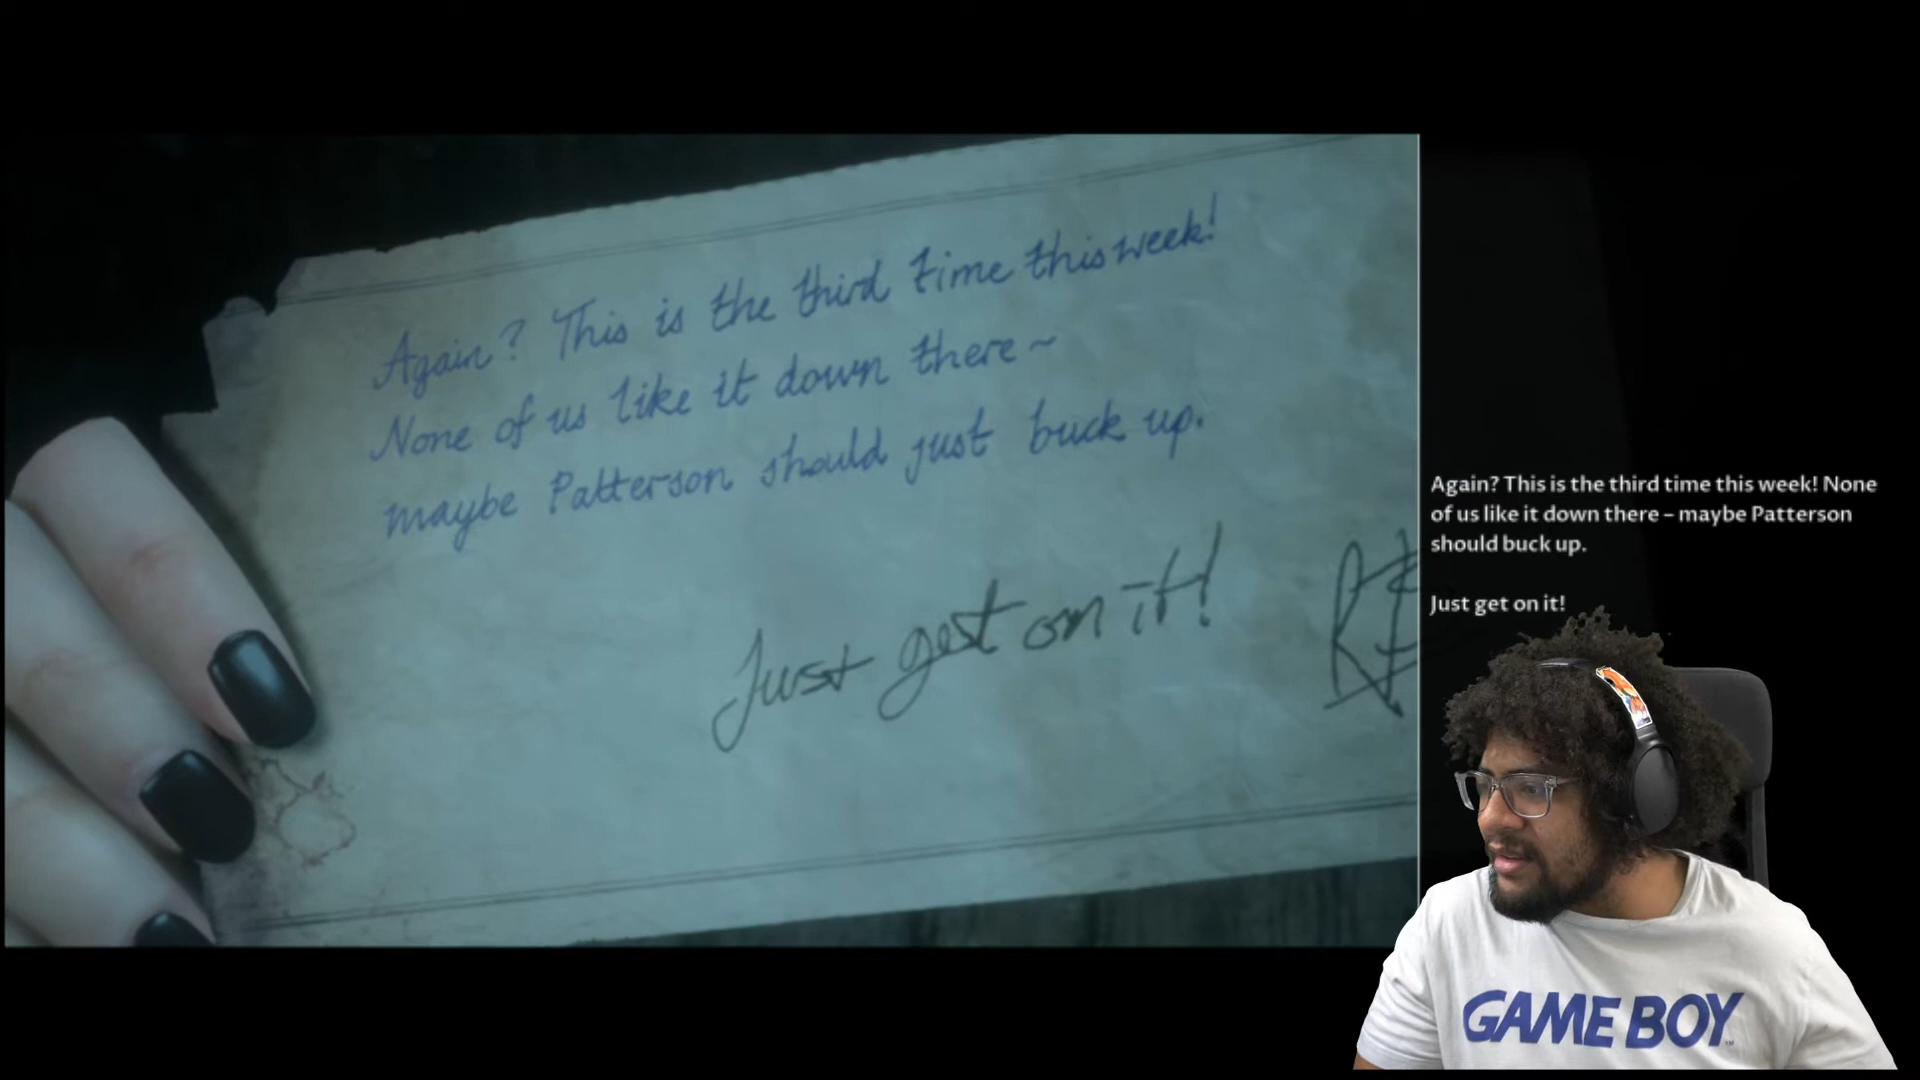 Again? This is the third time this week!
None of us like it down there ~
maybe Patterson should just buck up.
Just get on it!
Again? This is the third time this week! None
of us like it down there – maybe Patterson
should buck up.
Just get on it!
GAME BOY